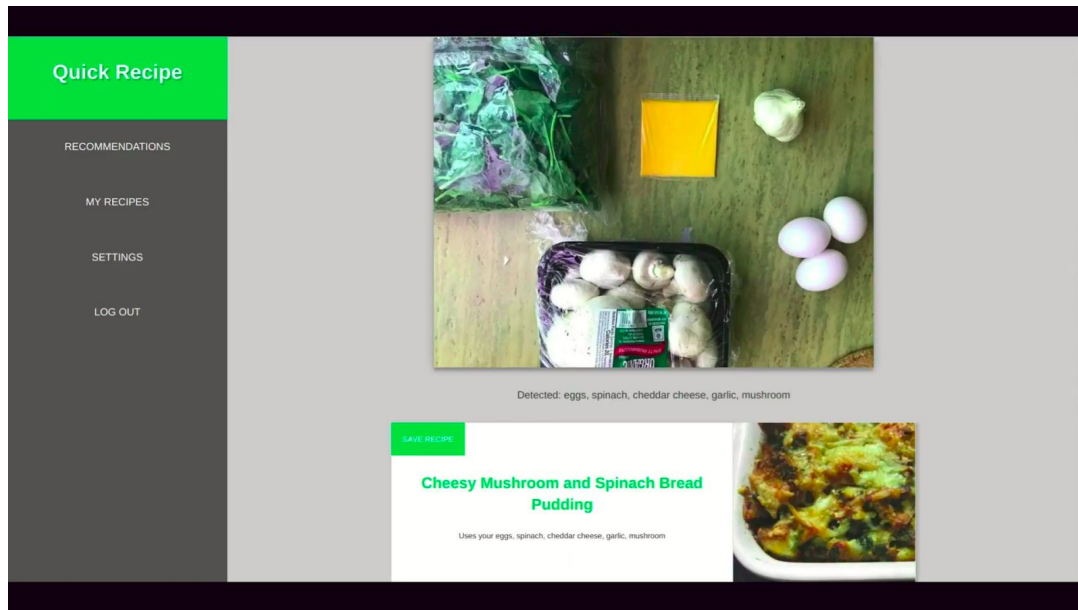 Quick Recipe
RECOMMENDATIONS
MY RECIPES
SETTINGS
LOG OUT
ORGANIC
Detected: eggs, spinach, cheddar cheese, garlic, mushroom
SAVE RECIPE
Cheesy Mushroom and Spinach Bread
Pudding
Uses your eggs, spinach, cheddar cheese, garlic, mushroom